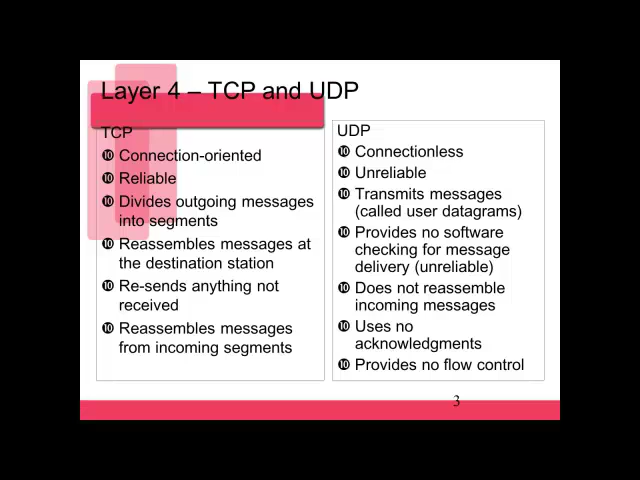 Layer 4 – TCP and UDP
TCP
❿ Connection-oriented
❿ Reliable
❿ Divides outgoing messages
into segments
❿ Reassembles messages at
the destination station
❿ Re-sends anything not
received
❿ Reassembles messages
from incoming segments
UDP
❿ Connectionless
❿ Unreliable
❿ Transmits messages
(called user datagrams)
❿ Provides no software
checking for message
delivery (unreliable)
❿ Does not reassemble
incoming messages
❿ Uses no
acknowledgments
❿ Provides no flow control
3